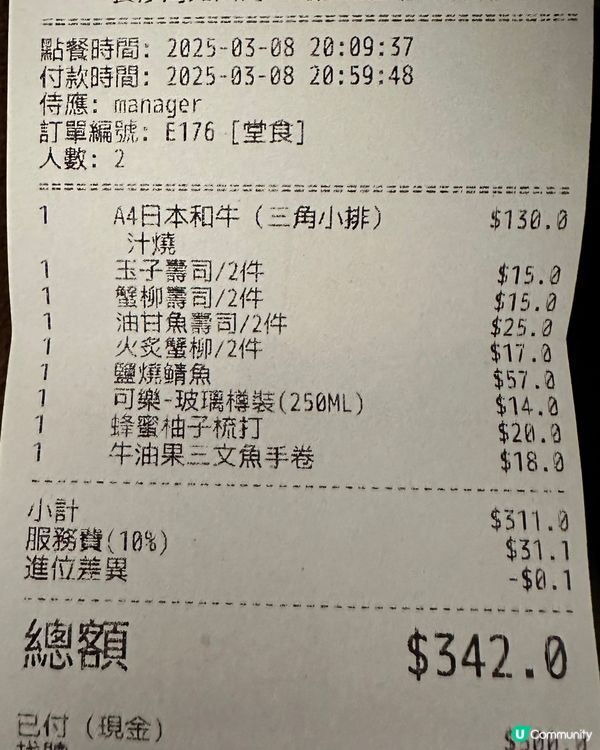 點餐時間: 2025-03-08 20:09:37
付款時間: 2025-03-08 20:59:48
侍應: manager
訂單編號: E176 [堂食]
人數: 2
1 A4日本和牛 (三角小排) $130.0
汁燒
1 玉子壽司/2件 $15.0
1 蟹柳壽司/2件 $15.0
1 油甘魚壽司/2件 $25.0
1 火炙蟹柳/2件 $17.0
1 鹽燒鯖魚 $57.0
1 可樂-玻璃樽裝(250ML) $14.0
1 蜂蜜柚子梳打 $20.0
1 牛油果三文魚手卷 $18.0
小計 $311.0
服務費(10%) $31.1
進位差異 -$0.1
總額 $342.0
已付 (現金)
U Community